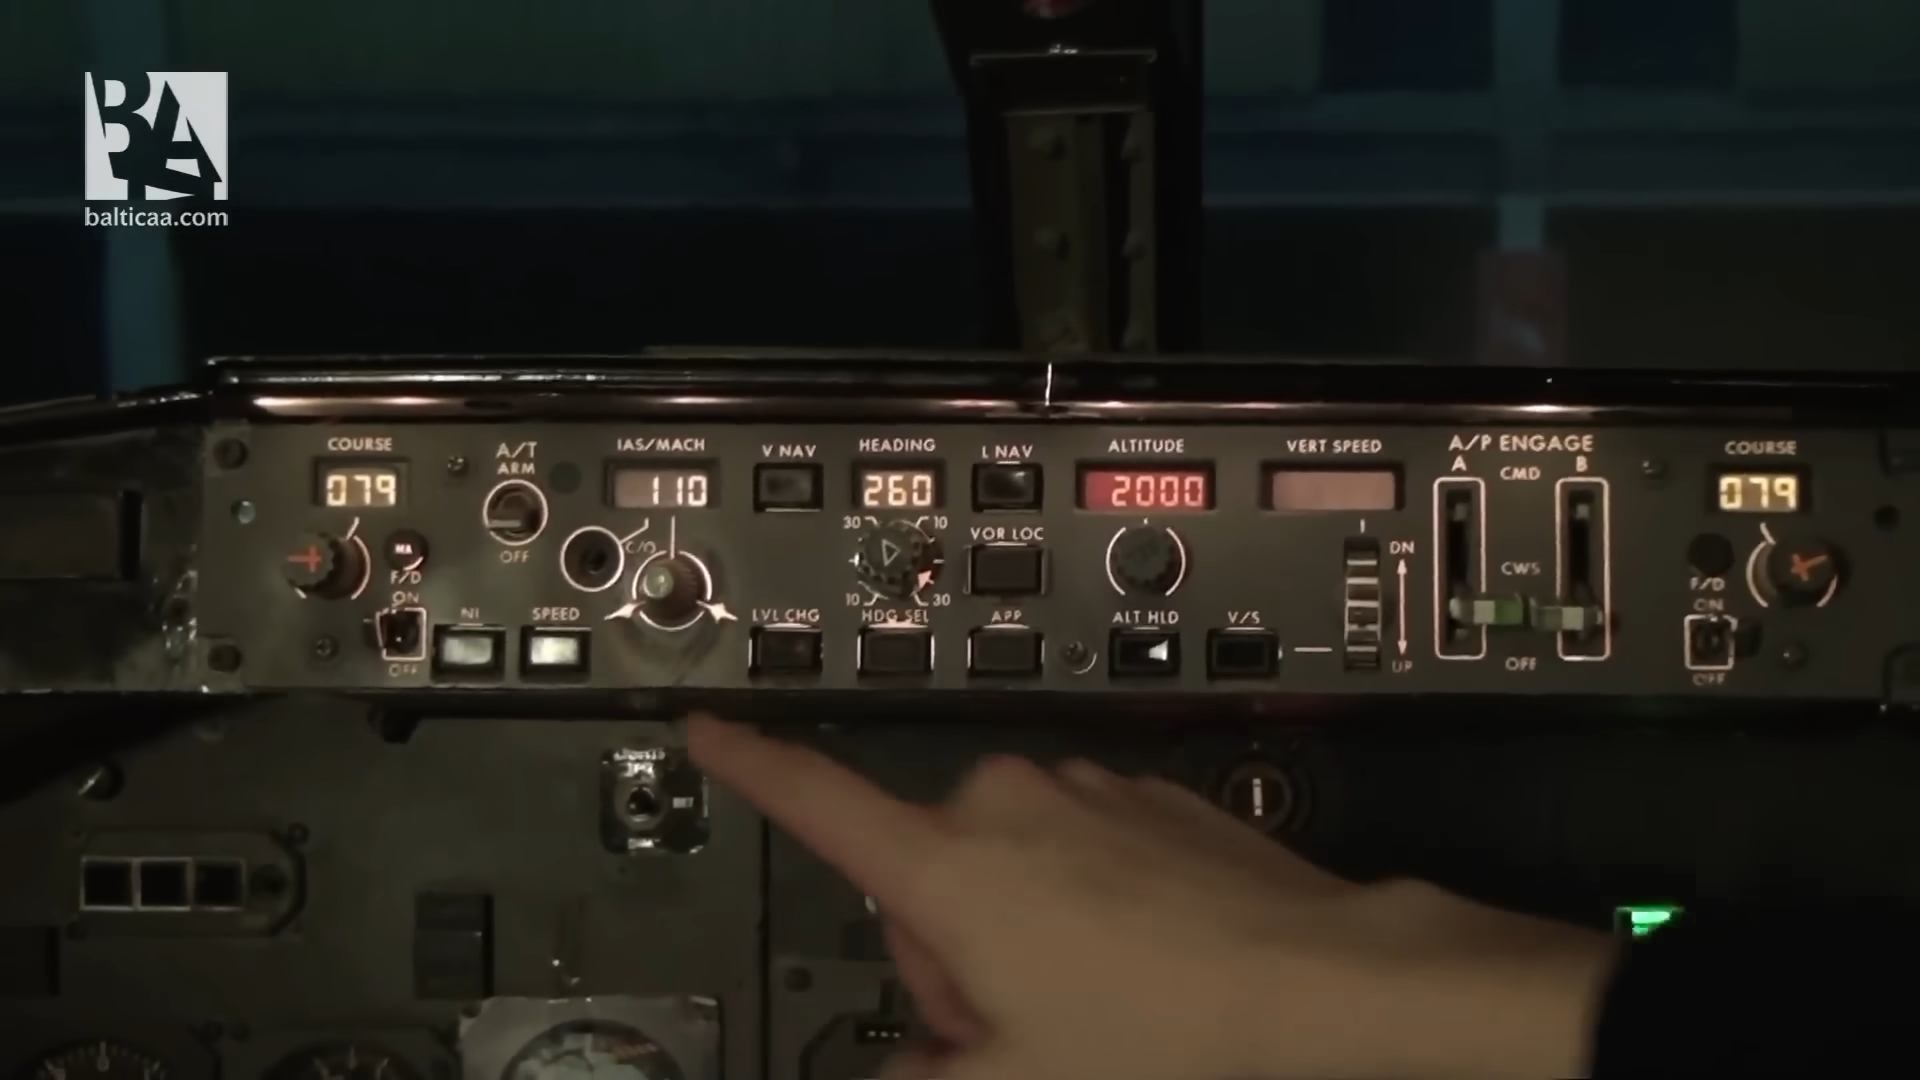 BAA
balticaa.com
COURSE
079
A/T
ARM
OFF
IAS/MACH
110
C/O
V NAV
HEADING
260
30
10
10
30
L NAV
VOR LOC
ALTITUDE
2000
VERT SPEED
DN
UP
A/P ENGAGE
A
B
CMD
CWS
OFF
COURSE
079
MA
F/D
ON
OFF
N1
SPEED
LVL CHG
HDG SEL
APP
ALT HLD
V/S
F/D
ON
OFF